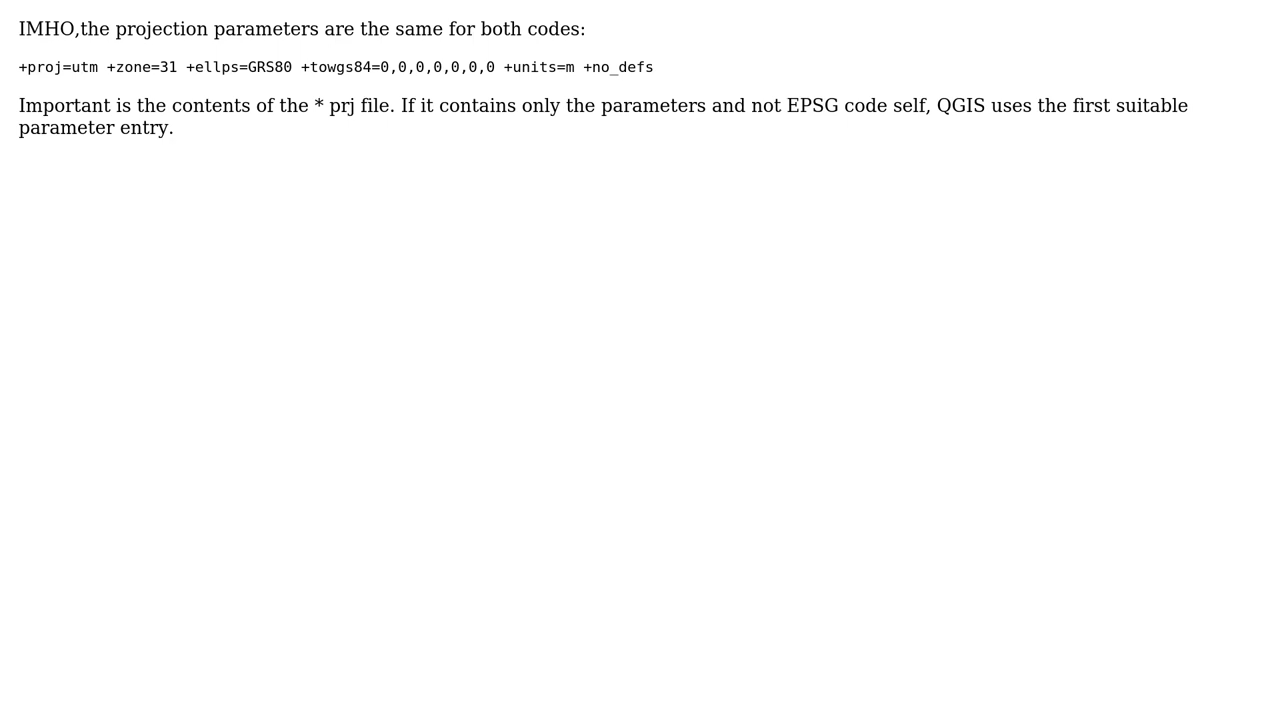 IMHO,the projection parameters are the same for both codes:
+proj=utm +zone=31 +ellps=GRS80 +towgs84=0,0,0,0,0,0,0 +units=m +no_defs
Important is the contents of the * prj file. If it contains only the parameters and not EPSG code self, QGIS uses the first suitable
parameter entry.